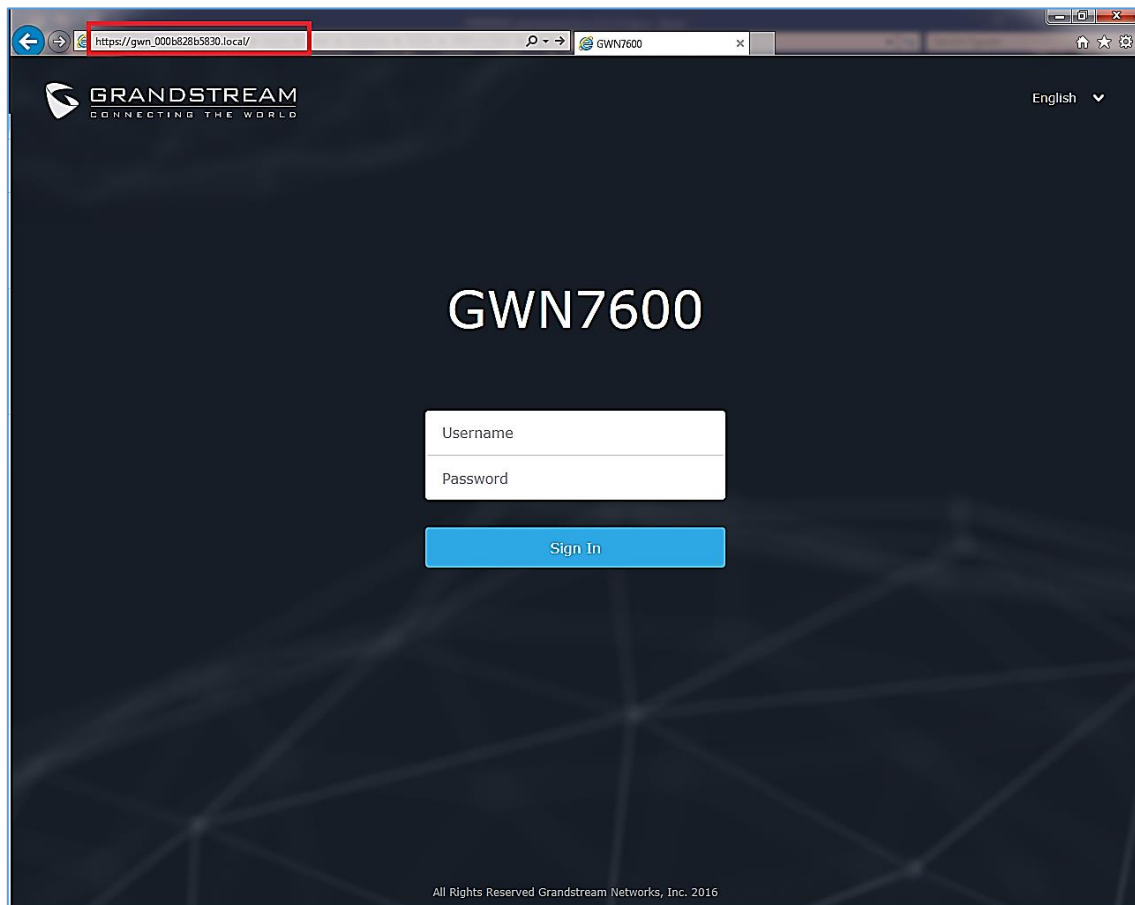 https://gwn_000b828b5830.local/
GWN7600
GRANDSTREAM
CONNECTING THE WORLD
English
GWN7600
Username
Password
Sign In
All Rights Reserved Grandstream Networks, Inc. 2016